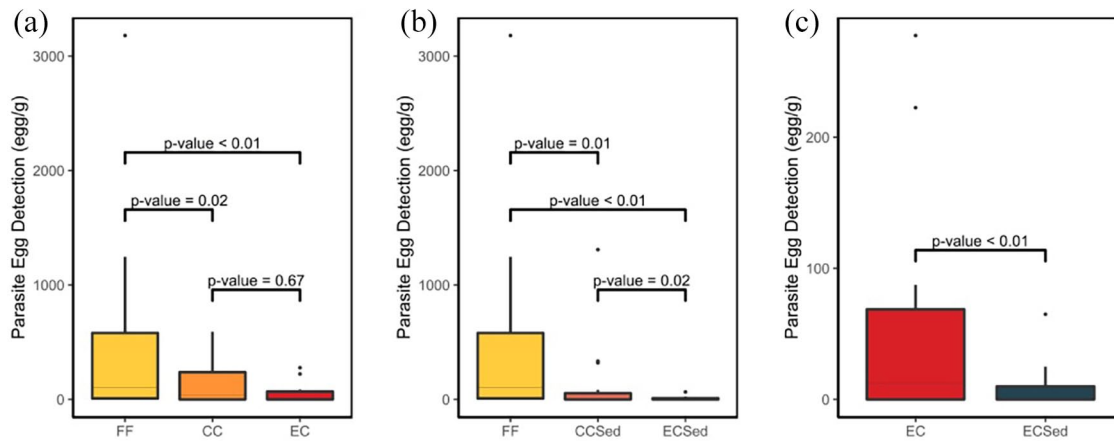 (a)
Parasite Egg Detection (egg/g)
3000
2000
1000
0
p-value < 0.01
p-value = 0.02
p-value = 0.67
FF CC EC
(b)
Parasite Egg Detection (egg/g)
3000
2000
1000
0
p-value = 0.01
p-value < 0.01
p-value = 0.02
FF CCSed ECSed
(c)
Parasite Egg Detection (egg/g)
200
100
0
p-value < 0.01
EC ECSed